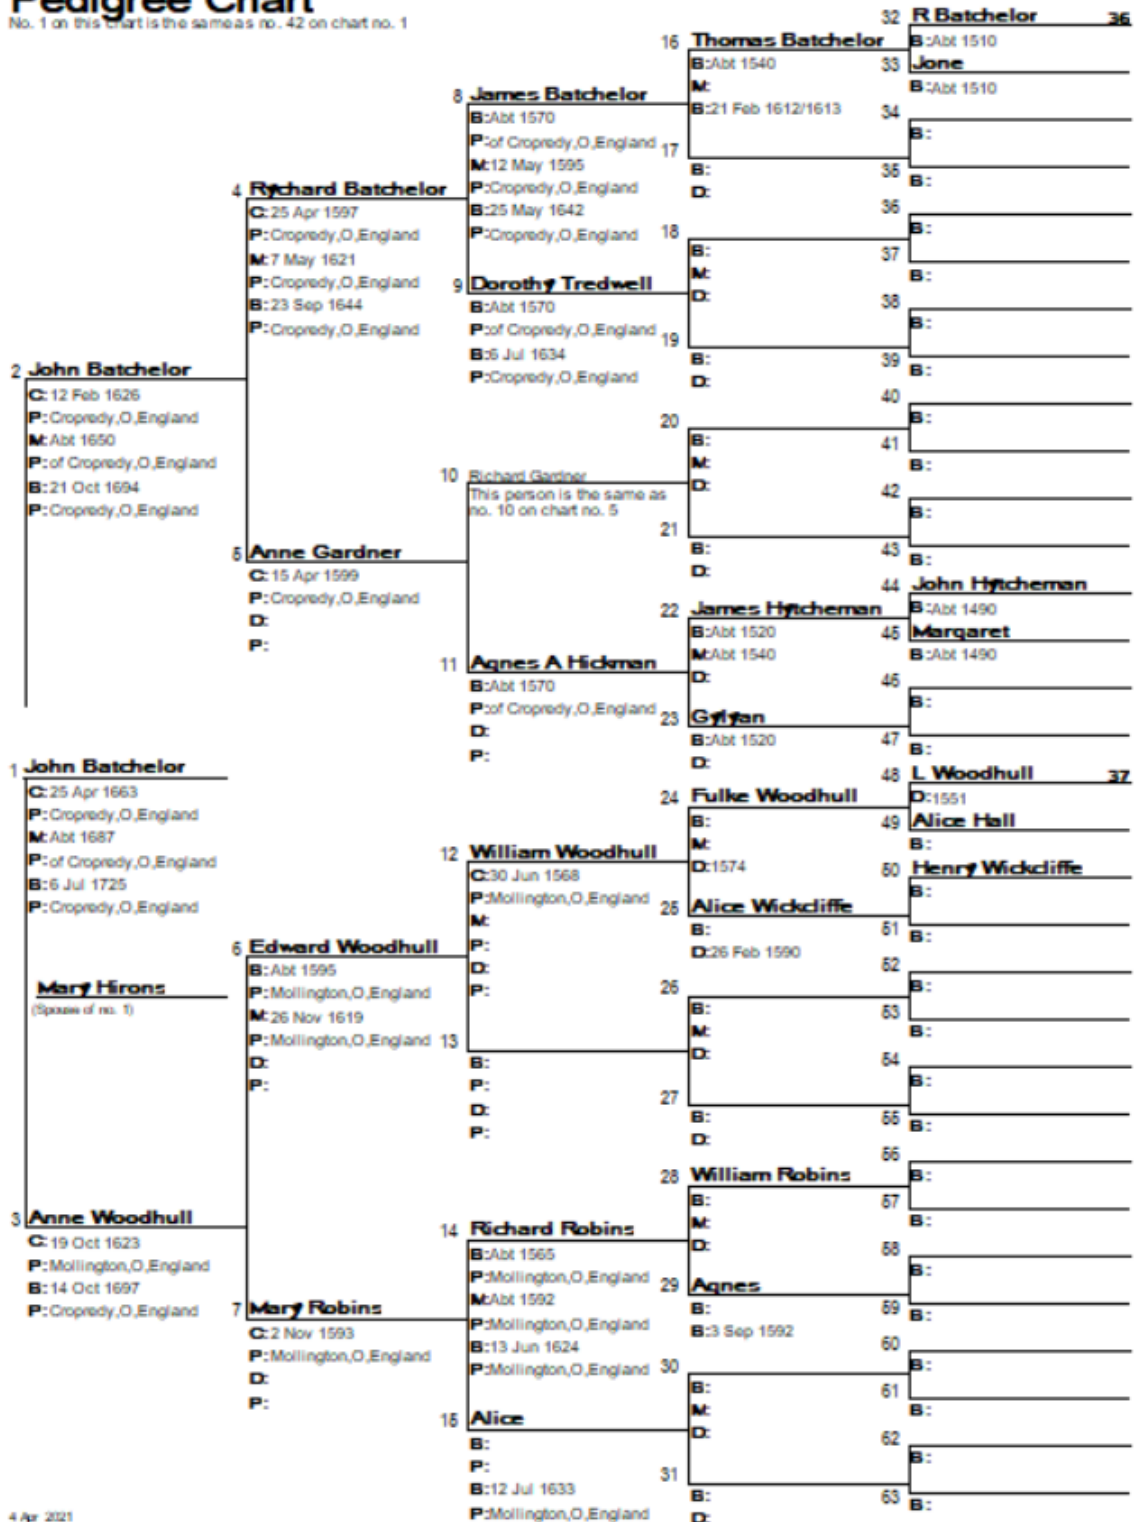 Pedigree Chart
No. 1 on this chart is the same as no. 42 on chart no. 1
2 John Batchelor
C: 12 Feb 1626
P: Cropredy,O,England
M: Abt 1650
P: of Cropredy,O,England
B: 21 Oct 1694
P: Cropredy,O,England
1 John Batchelor
C: 25 Apr 1663
P: Cropredy,O,England
M: Abt 1687
P: of Cropredy,O,England
B: 6 Jul 1725
P: Cropredy,O,England
Mary Hirons
(Spouse of no. 1)
3 Anne Woodhull
C: 19 Oct 1623
P: Mollington,O,England
B: 14 Oct 1697
P: Cropredy,O,England
4 Rychard Batchelor
C: 25 Apr 1597
P: Cropredy,O,England
M: 7 May 1621
P: Cropredy,O,England
B: 23 Sep 1644
P: Cropredy,O,England
5 Anne Gardner
C: 15 Apr 1599
P: Cropredy,O,England
D:
P:
6 Edward Woodhull
B: Abt 1595
P: Mollington,O,England
M: 26 Nov 1619
P: Mollington,O,England
D:
P:
7 Mary Robins
C: 2 Nov 1593
P: Mollington,O,England
D:
P:
8 James Batchelor
B: Abt 1570
P: of Cropredy,O,England
M: 12 May 1595
P: Cropredy,O,England
B: 25 May 1642
P: Cropredy,O,England
9 Dorothy Tredwell
B: Abt 1570
P: of Cropredy,O,England
B: 6 Jul 1634
P: Cropredy,O,England
10 Richard Gardner
This person is the same as
no. 10 on chart no. 5
11 Agnes A Hickman
B: Abt 1570
P: of Cropredy,O,England
D:
P:
12 William Woodhull
C: 30 Jun 1568
P: Mollington,O,England
M:
P:
D:
P:
13
B:
P:
D:
P:
14 Richard Robins
B: Abt 1565
P: Mollington,O,England
M: Abt 1592
P: Mollington,O,England
B: 13 Jun 1624
P: Mollington,O,England
15 Alice
B:
P:
B: 12 Jul 1633
P: Mollington,O,England
16 Thomas Batchelor
B: Abt 1540
M:
B: 21 Feb 1612/1613
17
B:
D:
18
B:
M:
D:
19
B:
D:
20
B:
M:
D:
21
B:
D:
22 James Hytcheman
B: Abt 1520
M: Abt 1540
D:
23 Gylyan
B: Abt 1520
D:
24 Fulke Woodhull
B:
M:
D: 1574
25 Alice Wickcliffe
B:
D: 26 Feb 1590
26
B:
M:
D:
27
B:
D:
28 William Robins
B:
M:
D:
29 Agnes
B:
B: 3 Sep 1592
30
B:
M:
D:
31
B:
D:
32 R Batchelor 36
B: Abt 1510
33 Jone
B: Abt 1510
34
B:
35
B:
36
B:
37
B:
38
B:
39
B:
40
B:
41
B:
42
B:
43
B:
44 John Hytcheman
B: Abt 1490
45 Margaret
B: Abt 1490
46
B:
47
B:
48 L Woodhull 37
D: 1551
49 Alice Hall
B:
50 Henry Wickcliffe
B:
51
B:
52
B:
53
B:
54
B:
55
B:
56
B:
57
B:
58
B:
59
B:
60
B:
61
B:
62
B:
63
B:
4 Apr 2021